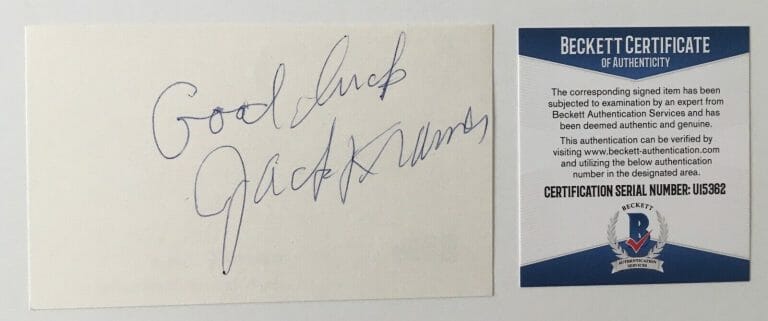 Good luck
Jack Kramer
BECKETT CERTIFICATE
OF AUTHENTICITY
The corresponding signed item has been
subjected to examination by an expert from
Beckett Authentication Services and has
been deemed authentic and genuine.
This authentication can be verified by
visiting www.beckett-authentication.com
and utilizing the below authentication
number in the designated area.
CERTIFICATION SERIAL NUMBER: U15362
BECKETT
B
AUTHENTICATION
SERVICES